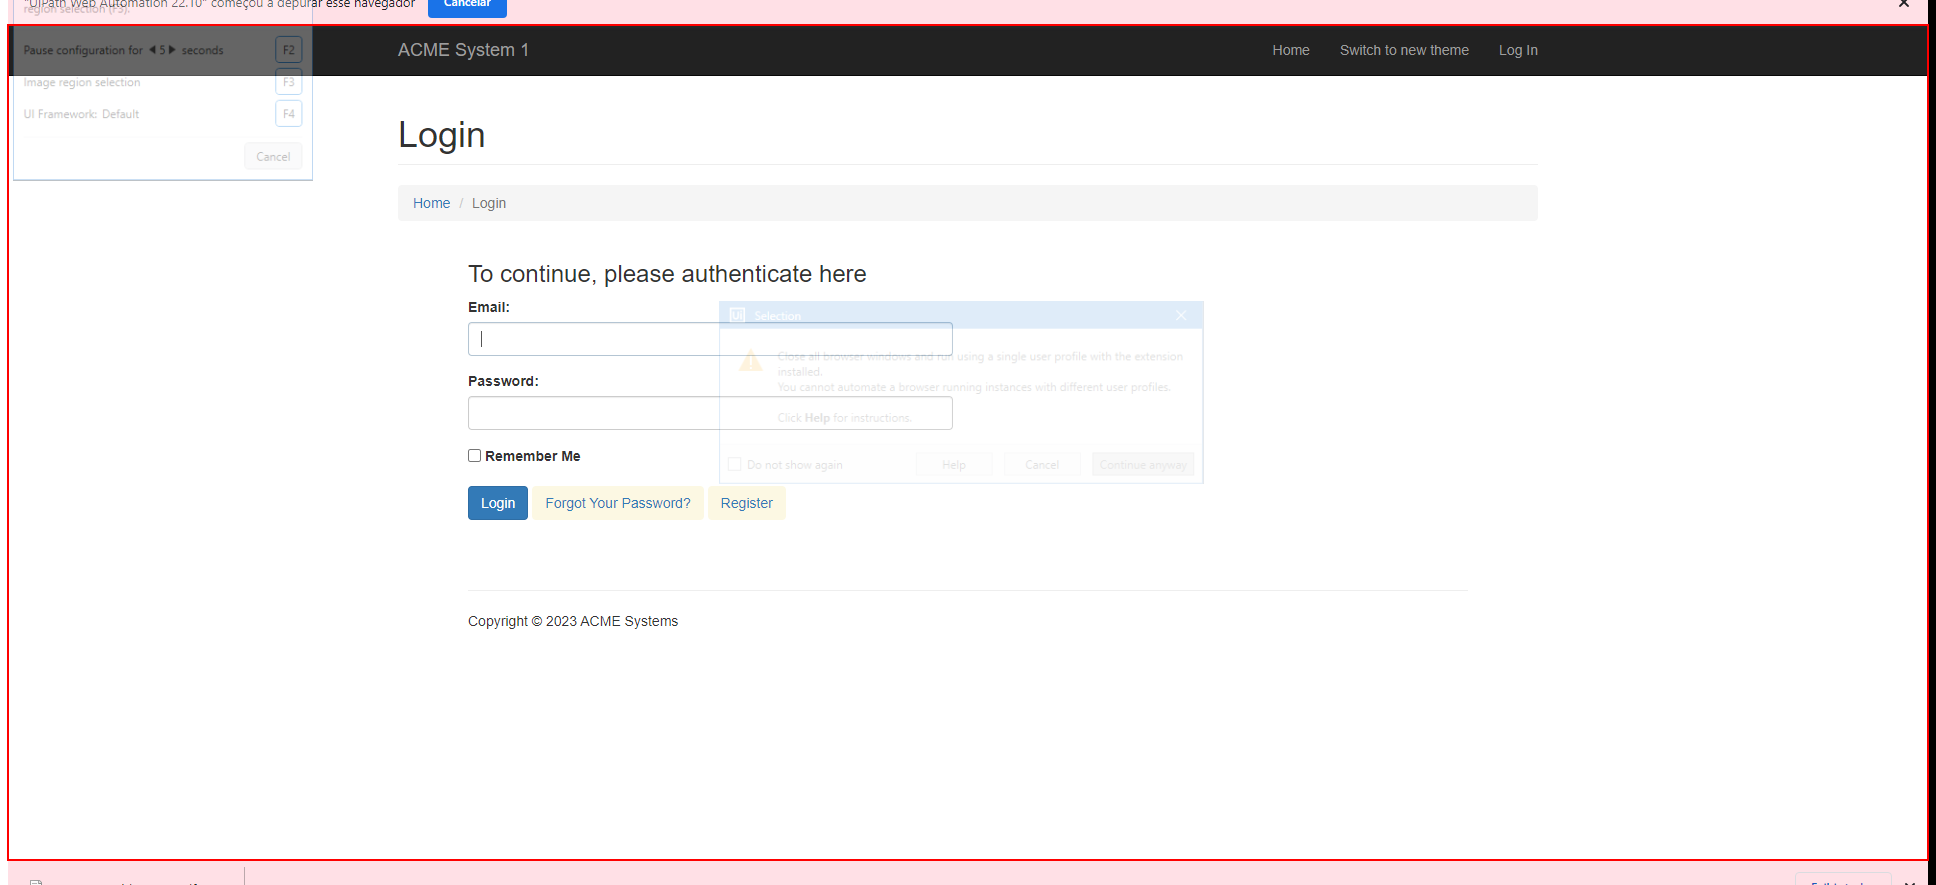 "UiPath Web Automation 22.10" começou a depurar esse navegador Cancelar
region selection (F3).
Pause configuration for 5 seconds F2
Image region selection F3
UI Framework: Default F4
Cancel
ACME System 1 Home Switch to new theme Log In
Login
Home / Login
To continue, please authenticate here
Email:
Password:
Remember Me
Login Forgot Your Password? Register
Ui Selection
Close all browser windows and run using a single user profile with the extension
installed.
You cannot automate a browser running instances with different user profiles.
Click Help for instructions.
Do not show again Help Cancel Continue anyway
Copyright © 2023 ACME Systems